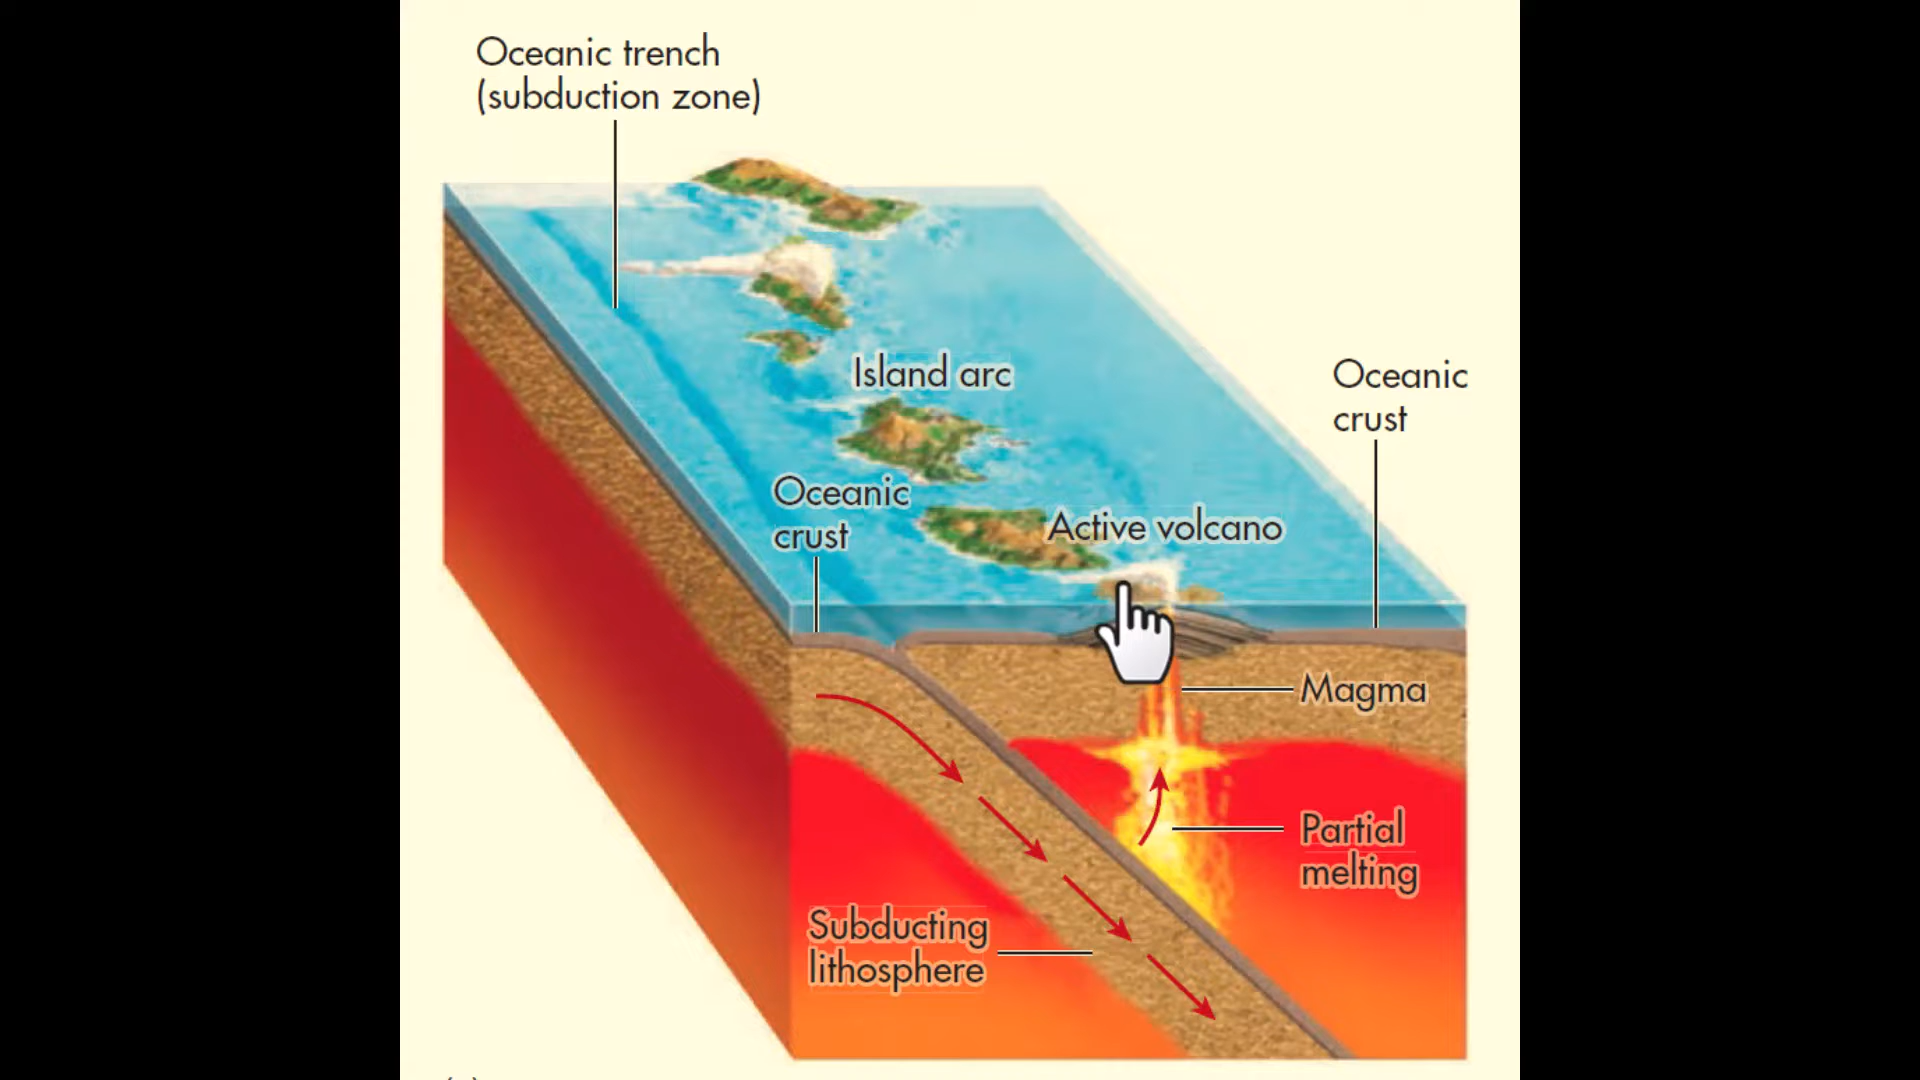 Oceanic trench
(subduction zone)
Island arc
Oceanic
crust
Oceanic
crust
Active volcano
Magma
Partial
melting
Subducting
lithosphere